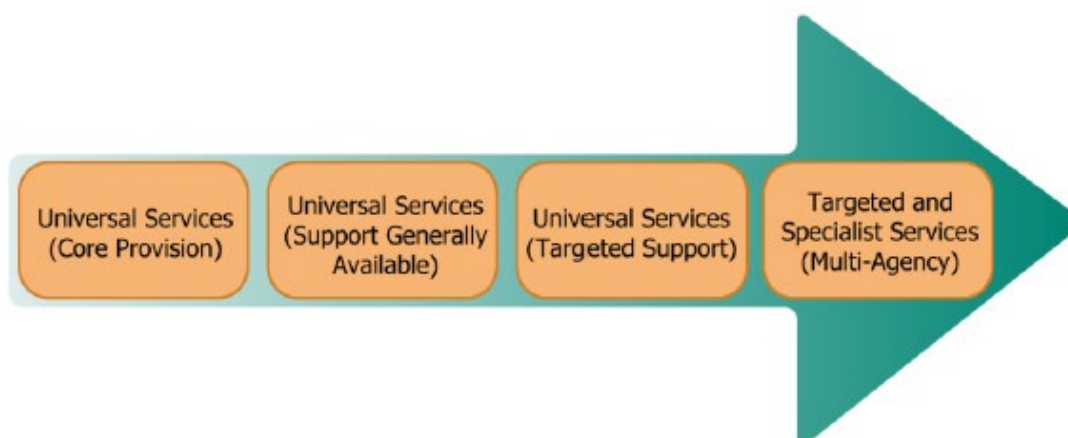 Universal Services
(Core Provision)
Universal Services
(Support Generally
Available)
Universal Services
(Targeted Support)
Targeted and
Specialist Services
(Multi-Agency)